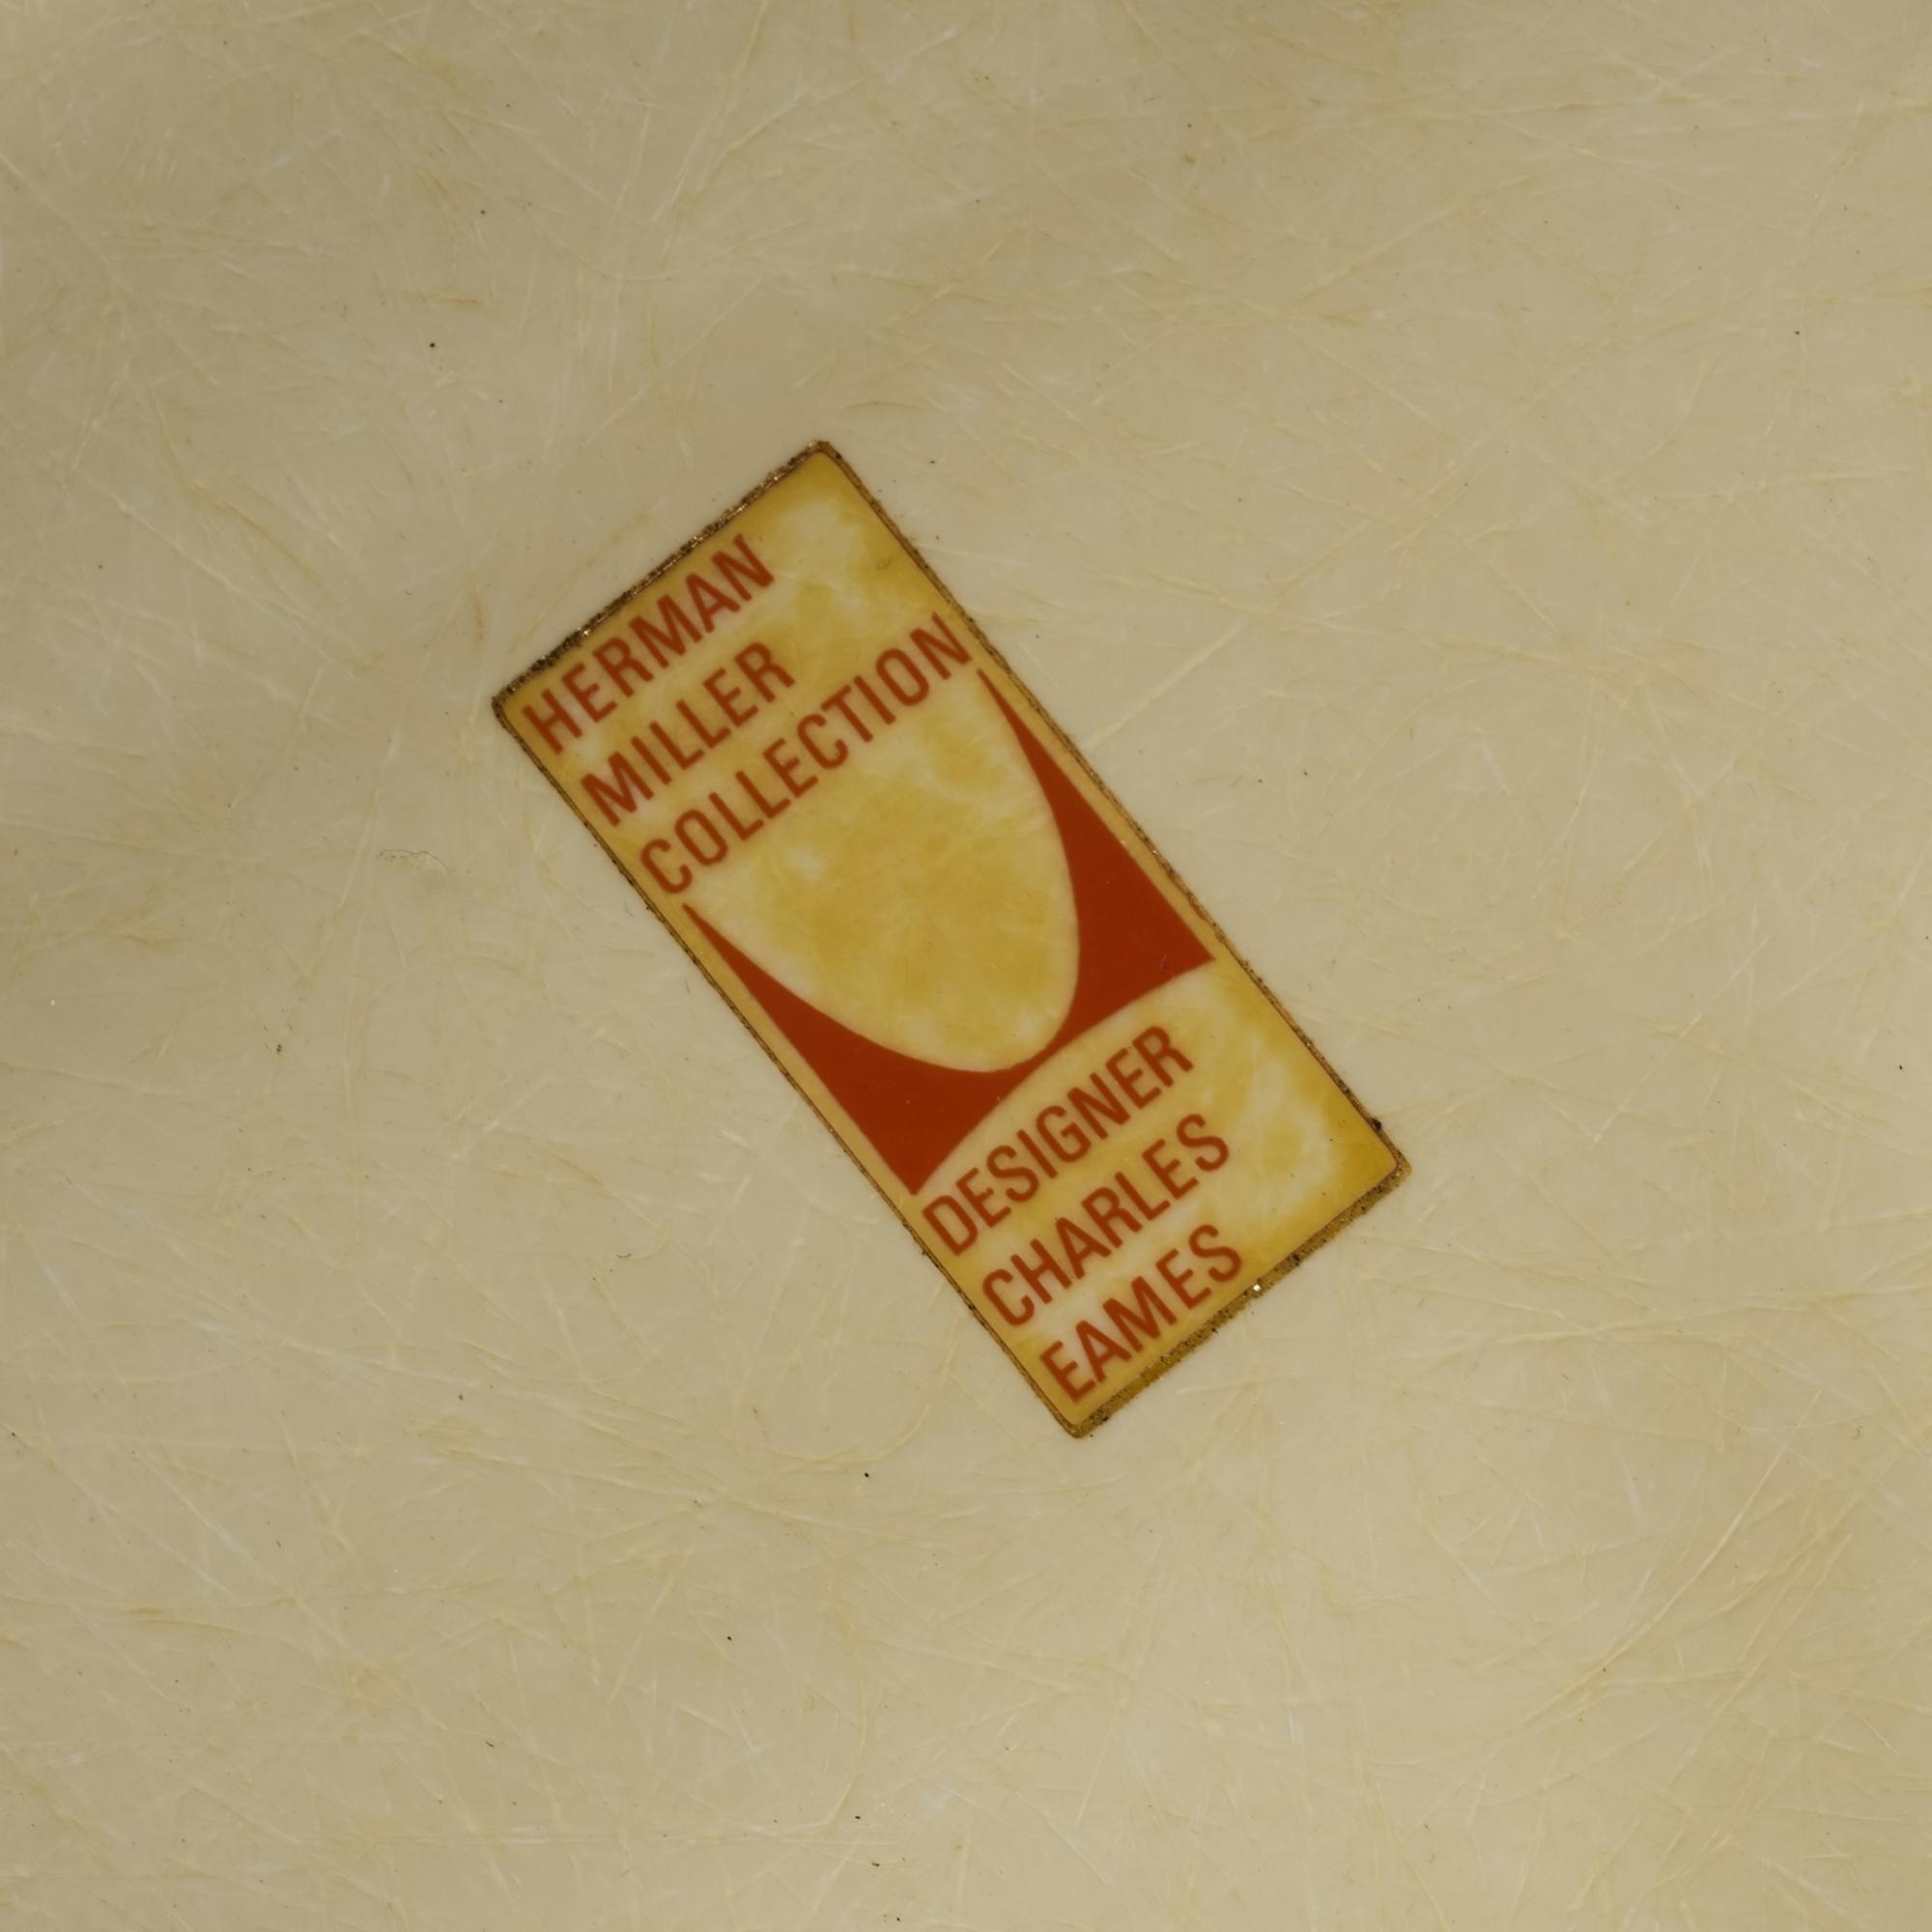 HERMAN
MILLER
COLLECTION
DESIGNER
CHARLES
EAMES